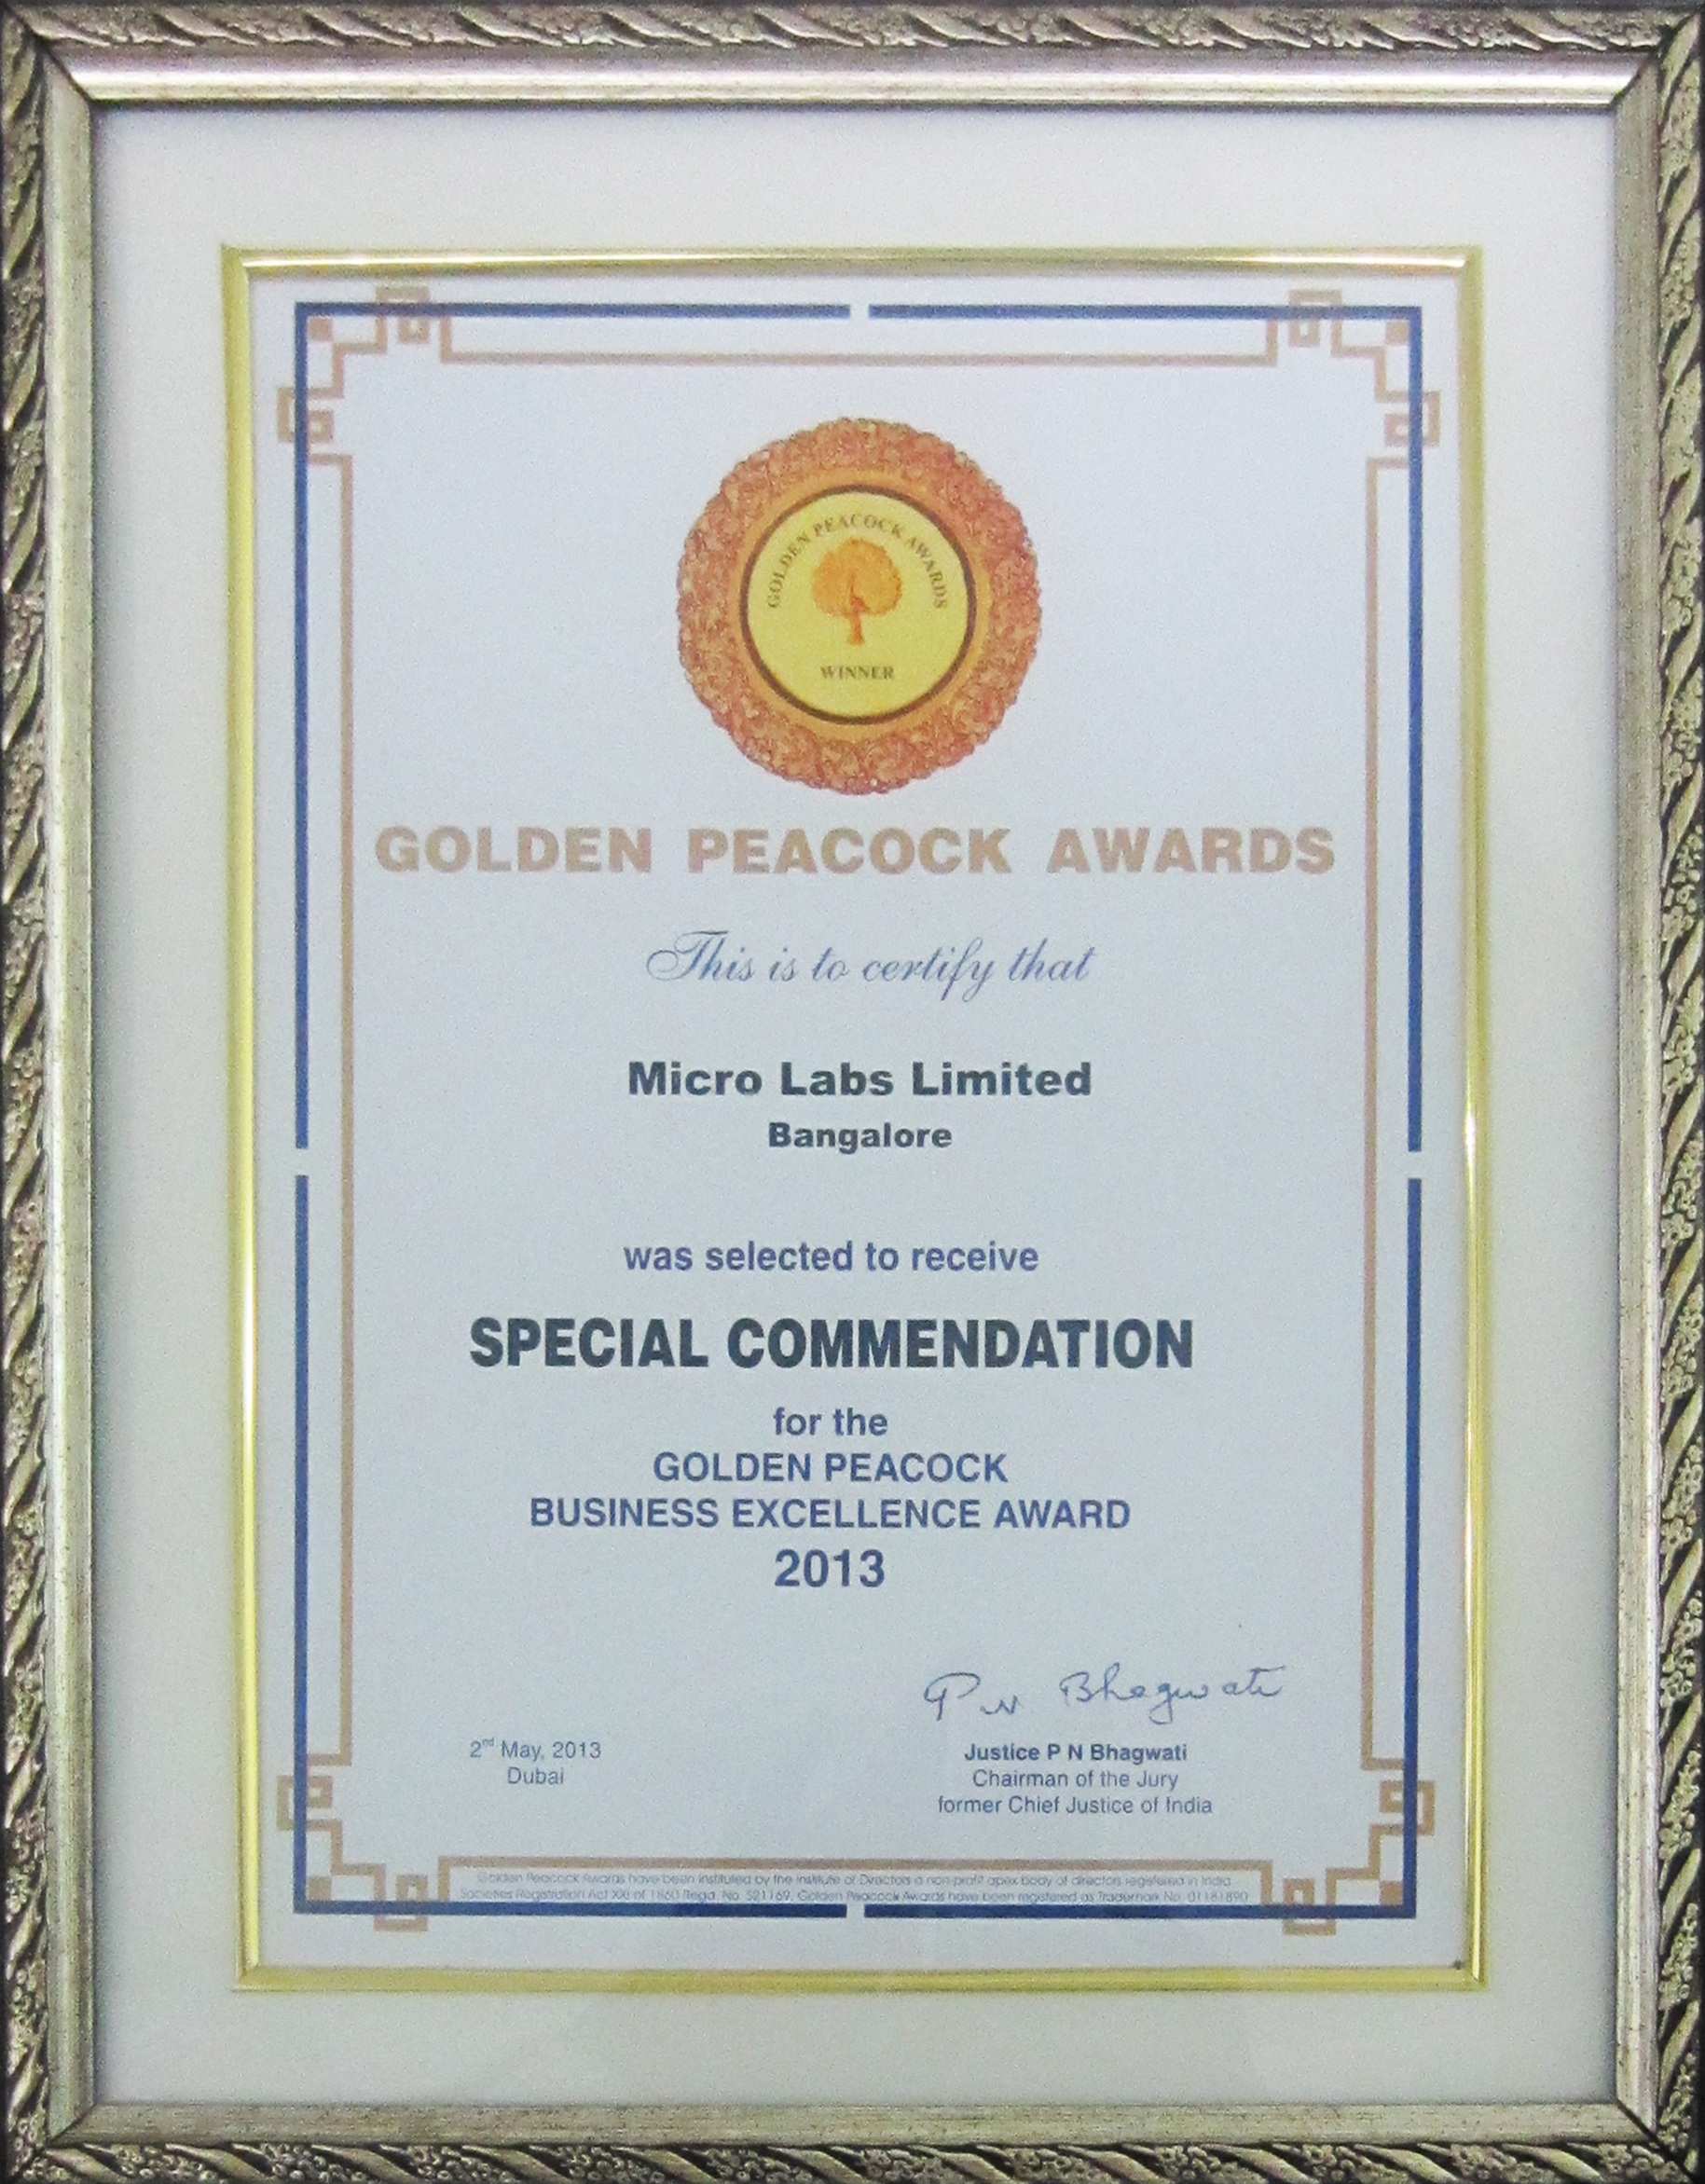 GOLDEN PEACOCK AWARDS
WINNER
GOLDEN PEACOCK AWARDS
This is to certify that
Micro Labs Limited
Bangalore
was selected to receive
SPECIAL COMMENDATION
for the
GOLDEN PEACOCK
BUSINESS EXCELLENCE AWARD
2013
P N Bhagwati
2nd May, 2013
Dubai
Justice P N Bhagwati
Chairman of the Jury
former Chief Justice of India
Golden Peacock Awards have been instituted by the Institute of Directors a non profit apex body of directors registered in India
Societies Registration Act XXI of 1860 Regd. No. S21169. Golden Peacock Awards have been registered as Trademark No. 01181890